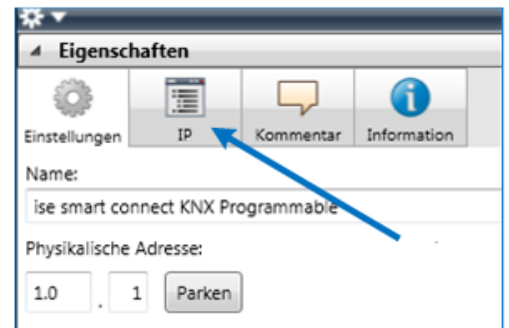 Eigenschaften
Einstellungen IP Kommentar Information
Name:
ise smart connect KNX Programmable
Physikalische Adresse:
1.0 . 1 Parken